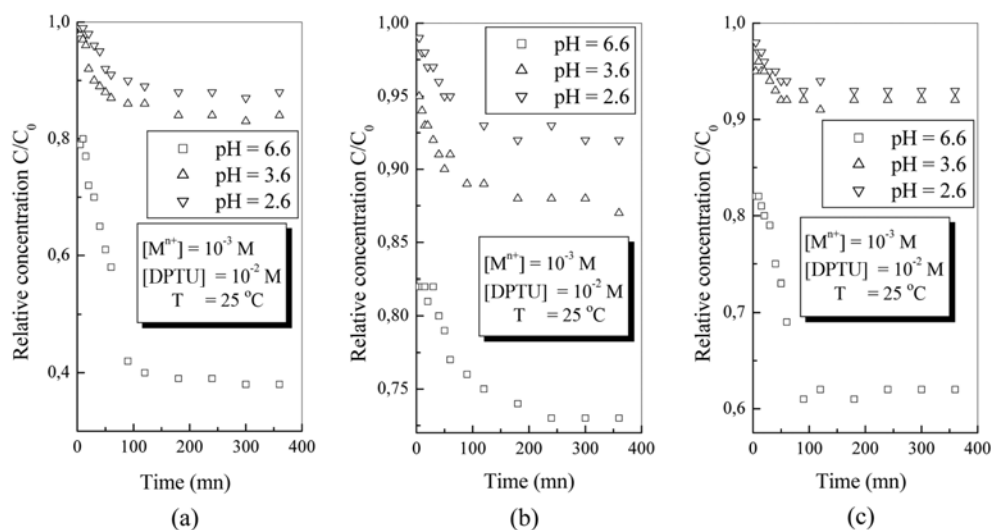 (a)
Relative concentration C/C₀
1,0
0,8
0,6
0,4
□ pH = 6.6
△ pH = 3.6
▽ pH = 2.6
[Mⁿ⁺] = 10⁻³ M
[DPTU] = 10⁻² M
T = 25 °C
0 100 200 300 400
Time (mn)
(a)
(b)
Relative concentration C/C₀
1,00
0,95
0,90
0,85
0,80
0,75
□ pH = 6.6
△ pH = 3.6
▽ pH = 2.6
[Mⁿ⁺] = 10⁻³ M
[DPTU] = 10⁻² M
T = 25 °C
0 100 200 300 400
Time (mn)
(b)
(c)
Relative concentration C/C₀
1,0
0,9
0,8
0,7
0,6
□ pH = 6.6
△ pH = 3.6
▽ pH = 2.6
[Mⁿ⁺] = 10⁻³ M
[DPTU] = 10⁻² M
T = 25 °C
0 100 200 300 400
Time (mn)
(c)